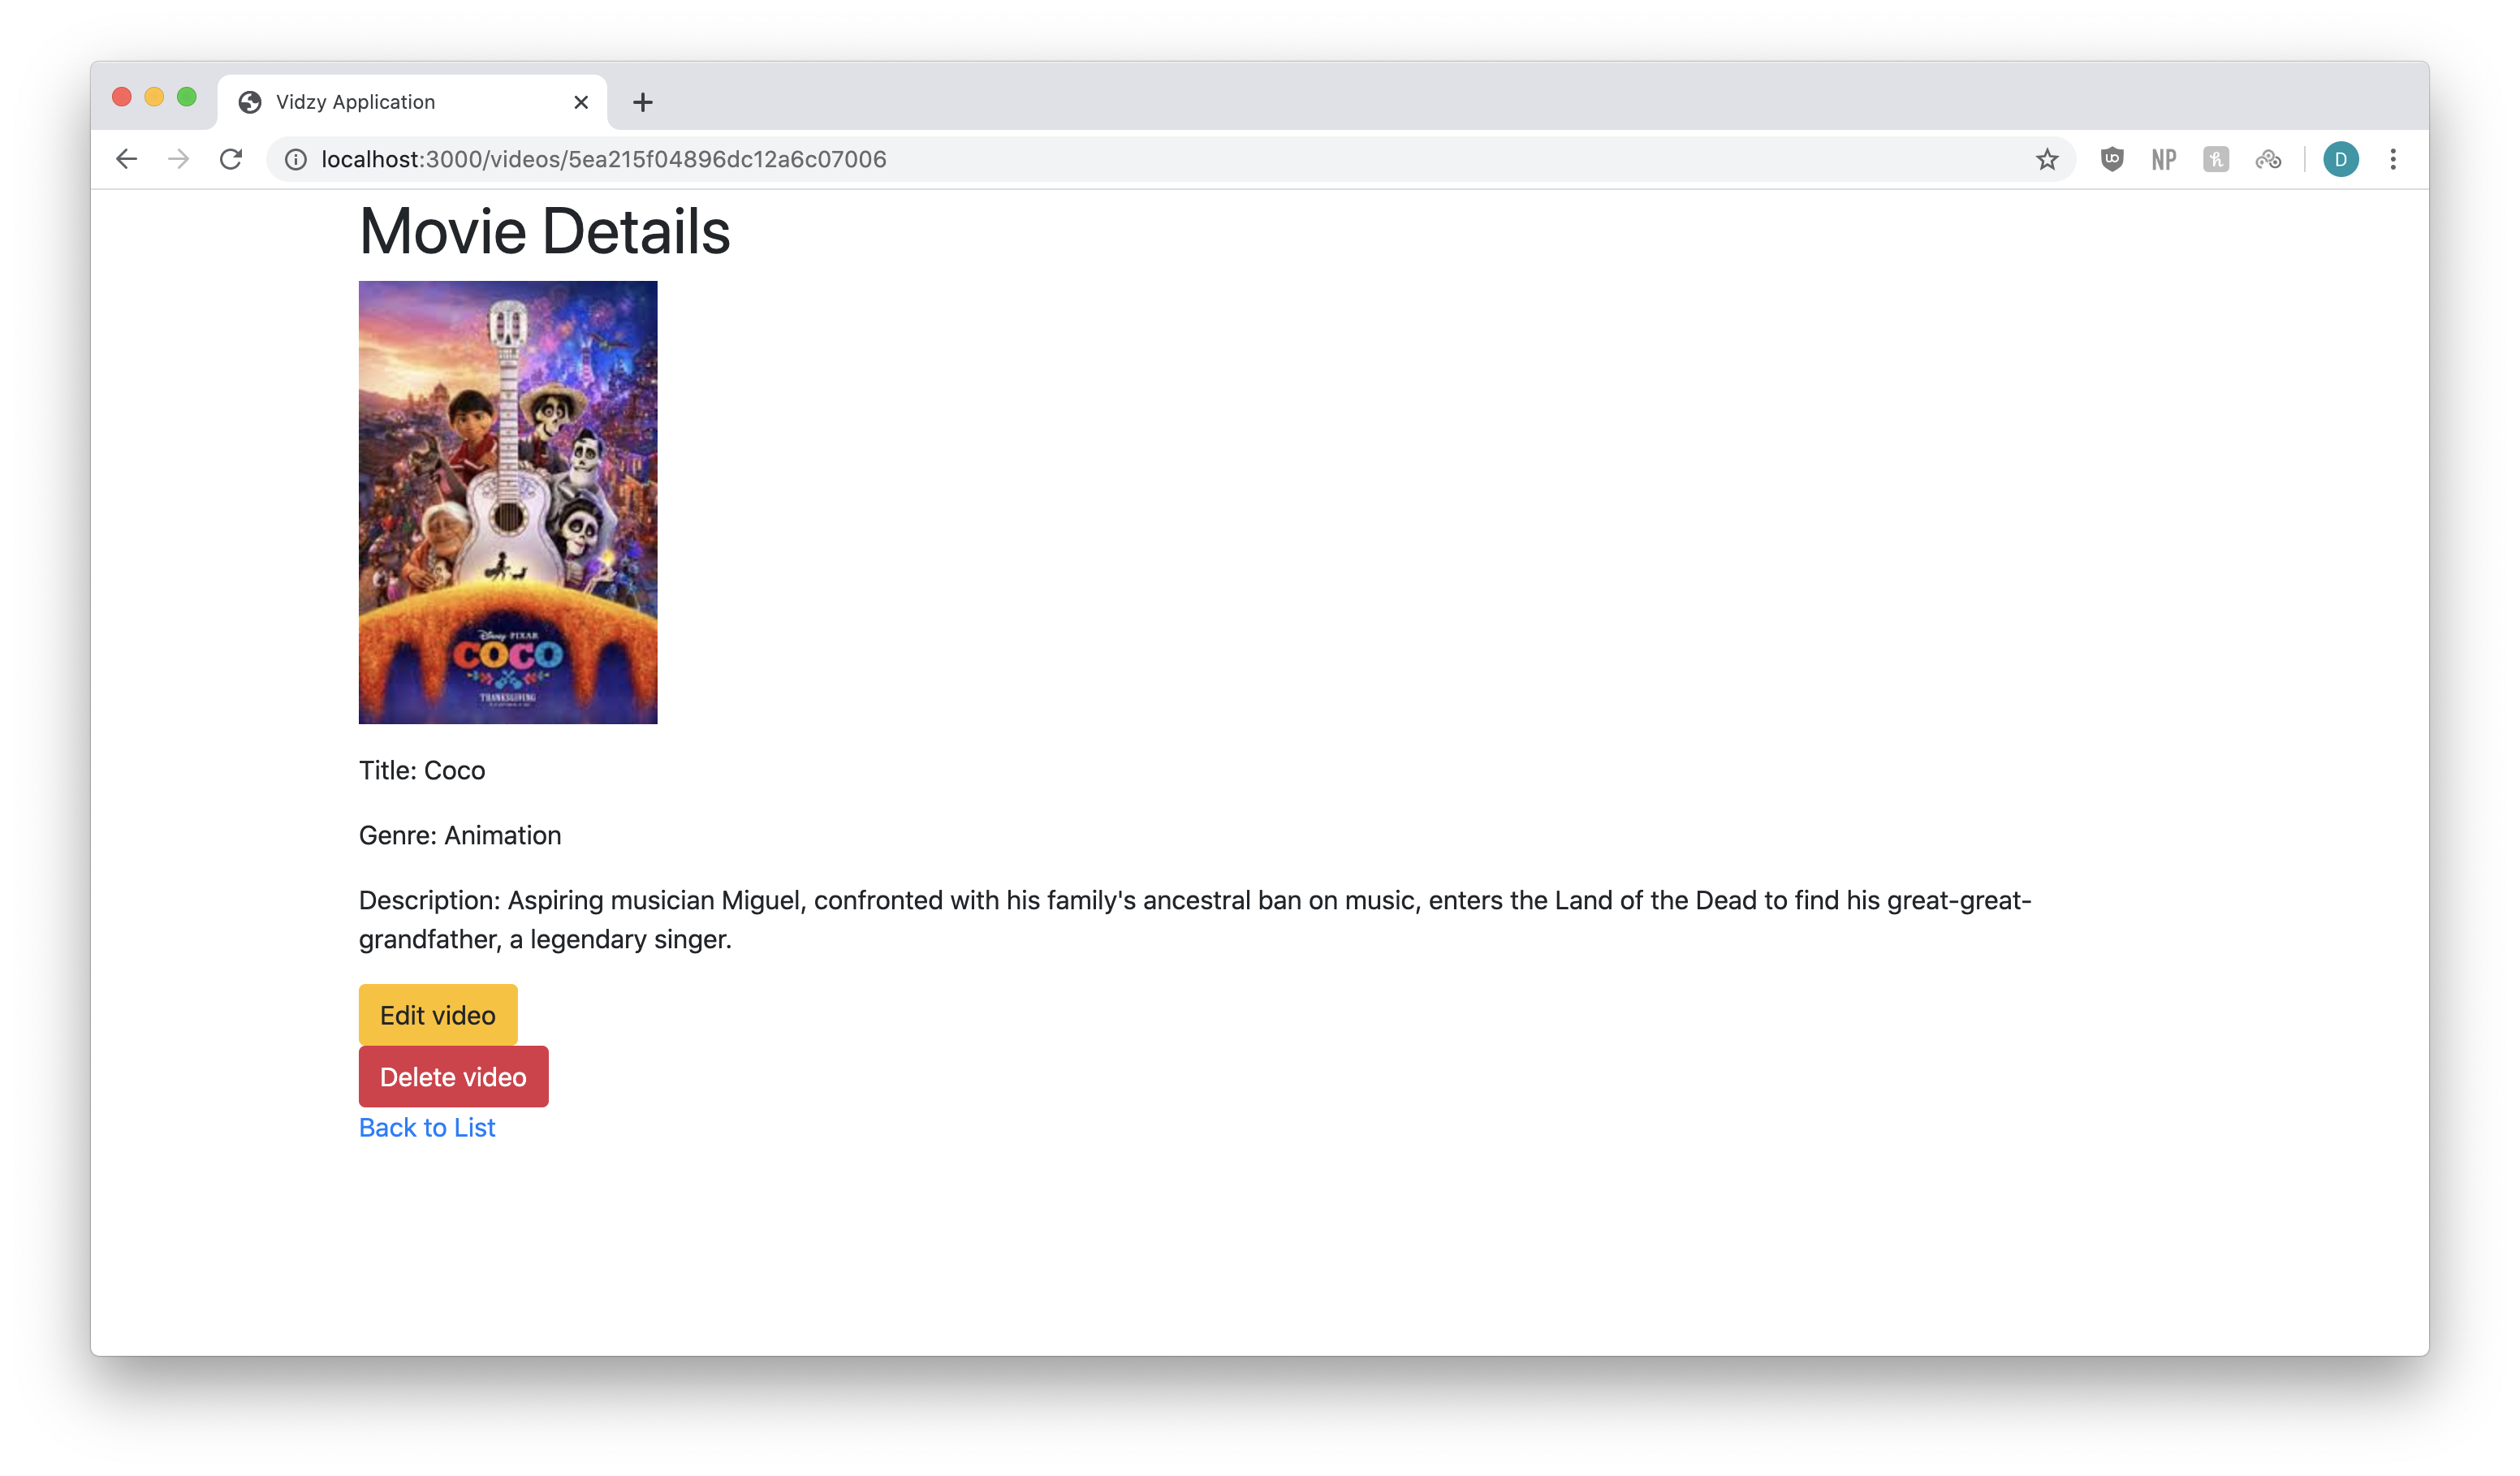 Vidzy Application
localhost:3000/videos/5ea215f04896dc12a6c07006
NP
D
Movie Details
Disney PIXAR
COCO
THANKSGIVING
Title: Coco
Genre: Animation
Description: Aspiring musician Miguel, confronted with his family's ancestral ban on music, enters the Land of the Dead to find his great-great-
grandfather, a legendary singer.
Edit video
Delete video
Back to List